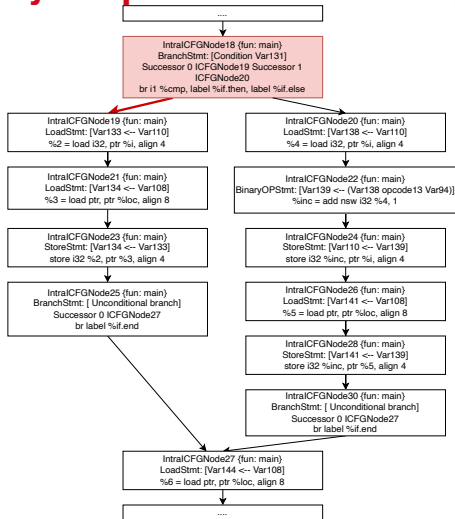 ....
IntraICFGNode18 {fun: main}
BranchStmt: [Condition Var131]
Successor 0 ICFGNode19 Successor 1
ICFGNode20
br i1 %cmp, label %if.then, label %if.else
IntraICFGNode19 {fun: main}
LoadStmt: [Var133 <-- Var110]
%2 = load i32, ptr %i, align 4
IntraICFGNode20 {fun: main}
LoadStmt: [Var138 <-- Var110]
%4 = load i32, ptr %i, align 4
IntraICFGNode21 {fun: main}
LoadStmt: [Var134 <-- Var108]
%3 = load ptr, ptr %loc, align 8
IntraICFGNode22 {fun: main}
BinaryOPStmt: [Var139 <-- (Var138 opcode13 Var94)]
%inc = add nsw i32 %4, 1
IntraICFGNode23 {fun: main}
StoreStmt: [Var134 <-- Var133]
store i32 %2, ptr %3, align 4
IntraICFGNode24 {fun: main}
StoreStmt: [Var110 <-- Var139]
store i32 %inc, ptr %i, align 4
IntraICFGNode25 {fun: main}
BranchStmt: [ Unconditional branch]
Successor 0 ICFGNode27
br label %if.end
IntraICFGNode26 {fun: main}
LoadStmt: [Var141 <-- Var108]
%5 = load ptr, ptr %loc, align 8
IntraICFGNode28 {fun: main}
StoreStmt: [Var141 <-- Var139]
store i32 %inc, ptr %5, align 4
IntraICFGNode30 {fun: main}
BranchStmt: [ Unconditional branch]
Successor 0 ICFGNode27
br label %if.end
IntraICFGNode27 {fun: main}
LoadStmt: [Var144 <-- Var108]
%6 = load ptr, ptr %loc, align 8
....